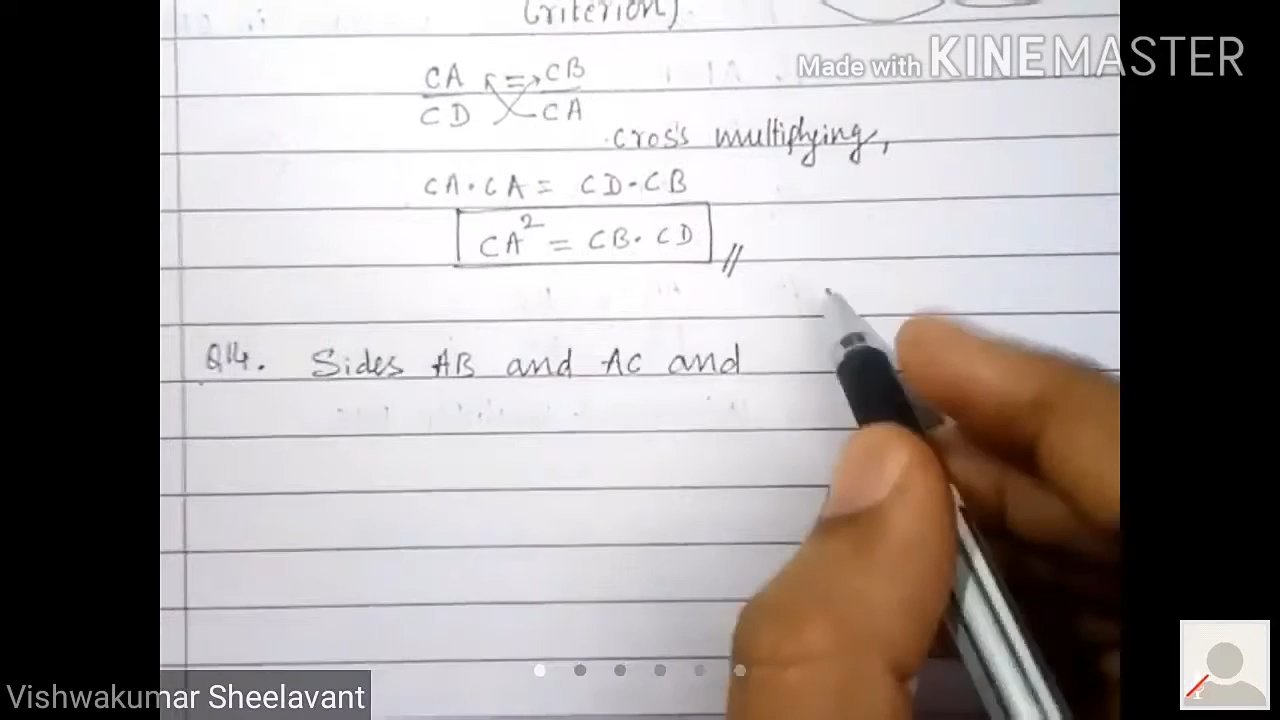 Criterion).
Made with KINEMASTER
CA = CB
CD CA
cross multiplying,
CA · CA = CD · CB
CA² = CB · CD //
Q14. Sides AB and AC and
Vishwakumar Sheelavant